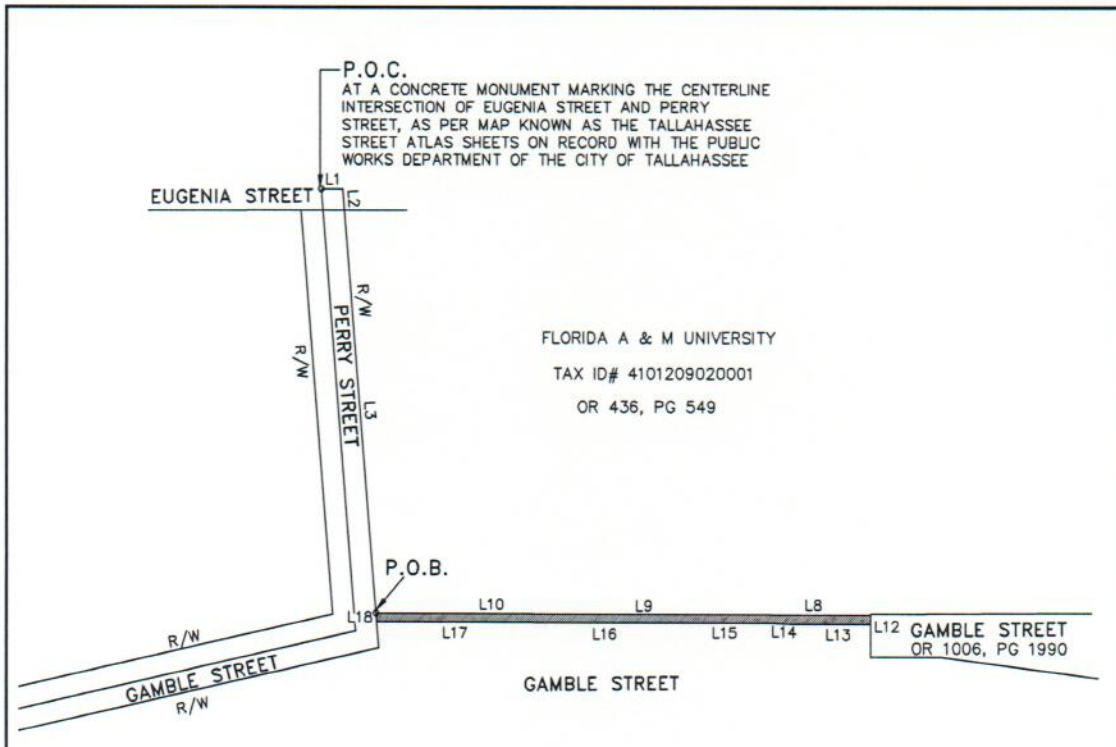 P.O.C.
AT A CONCRETE MONUMENT MARKING THE CENTERLINE
INTERSECTION OF EUGENIA STREET AND PERRY
STREET, AS PER MAP KNOWN AS THE TALLAHASSEE
STREET ATLAS SHEETS ON RECORD WITH THE PUBLIC
WORKS DEPARTMENT OF THE CITY OF TALLAHASSEE
L1
EUGENIA STREET
L2
R/W
PERRY STREET
R/W
L3
FLORIDA A & M UNIVERSITY
TAX ID# 4101209020001
OR 436, PG 549
P.O.B.
L10
L9
L8
L18
L17
L16
L15
L14
L13
L12
GAMBLE STREET
OR 1006, PG 1990
R/W
GAMBLE STREET
R/W
GAMBLE STREET